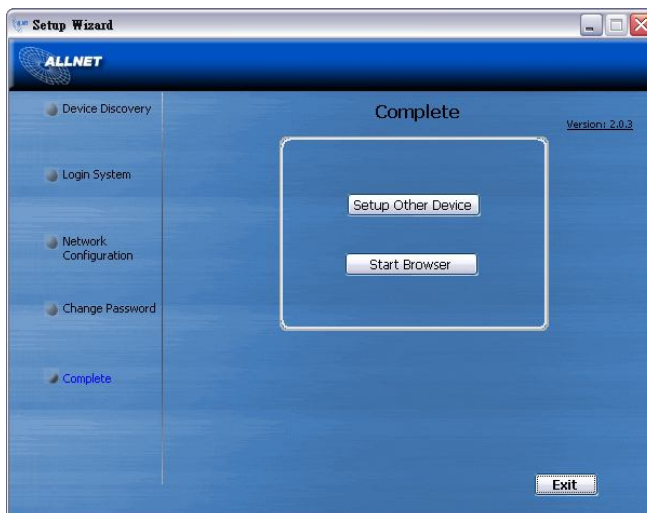 Setup Wizard
ALLNET
Device Discovery
Login System
Network
Configuration
Change Password
Complete
Complete
Version: 2.0.3
Setup Other Device
Start Browser
Exit